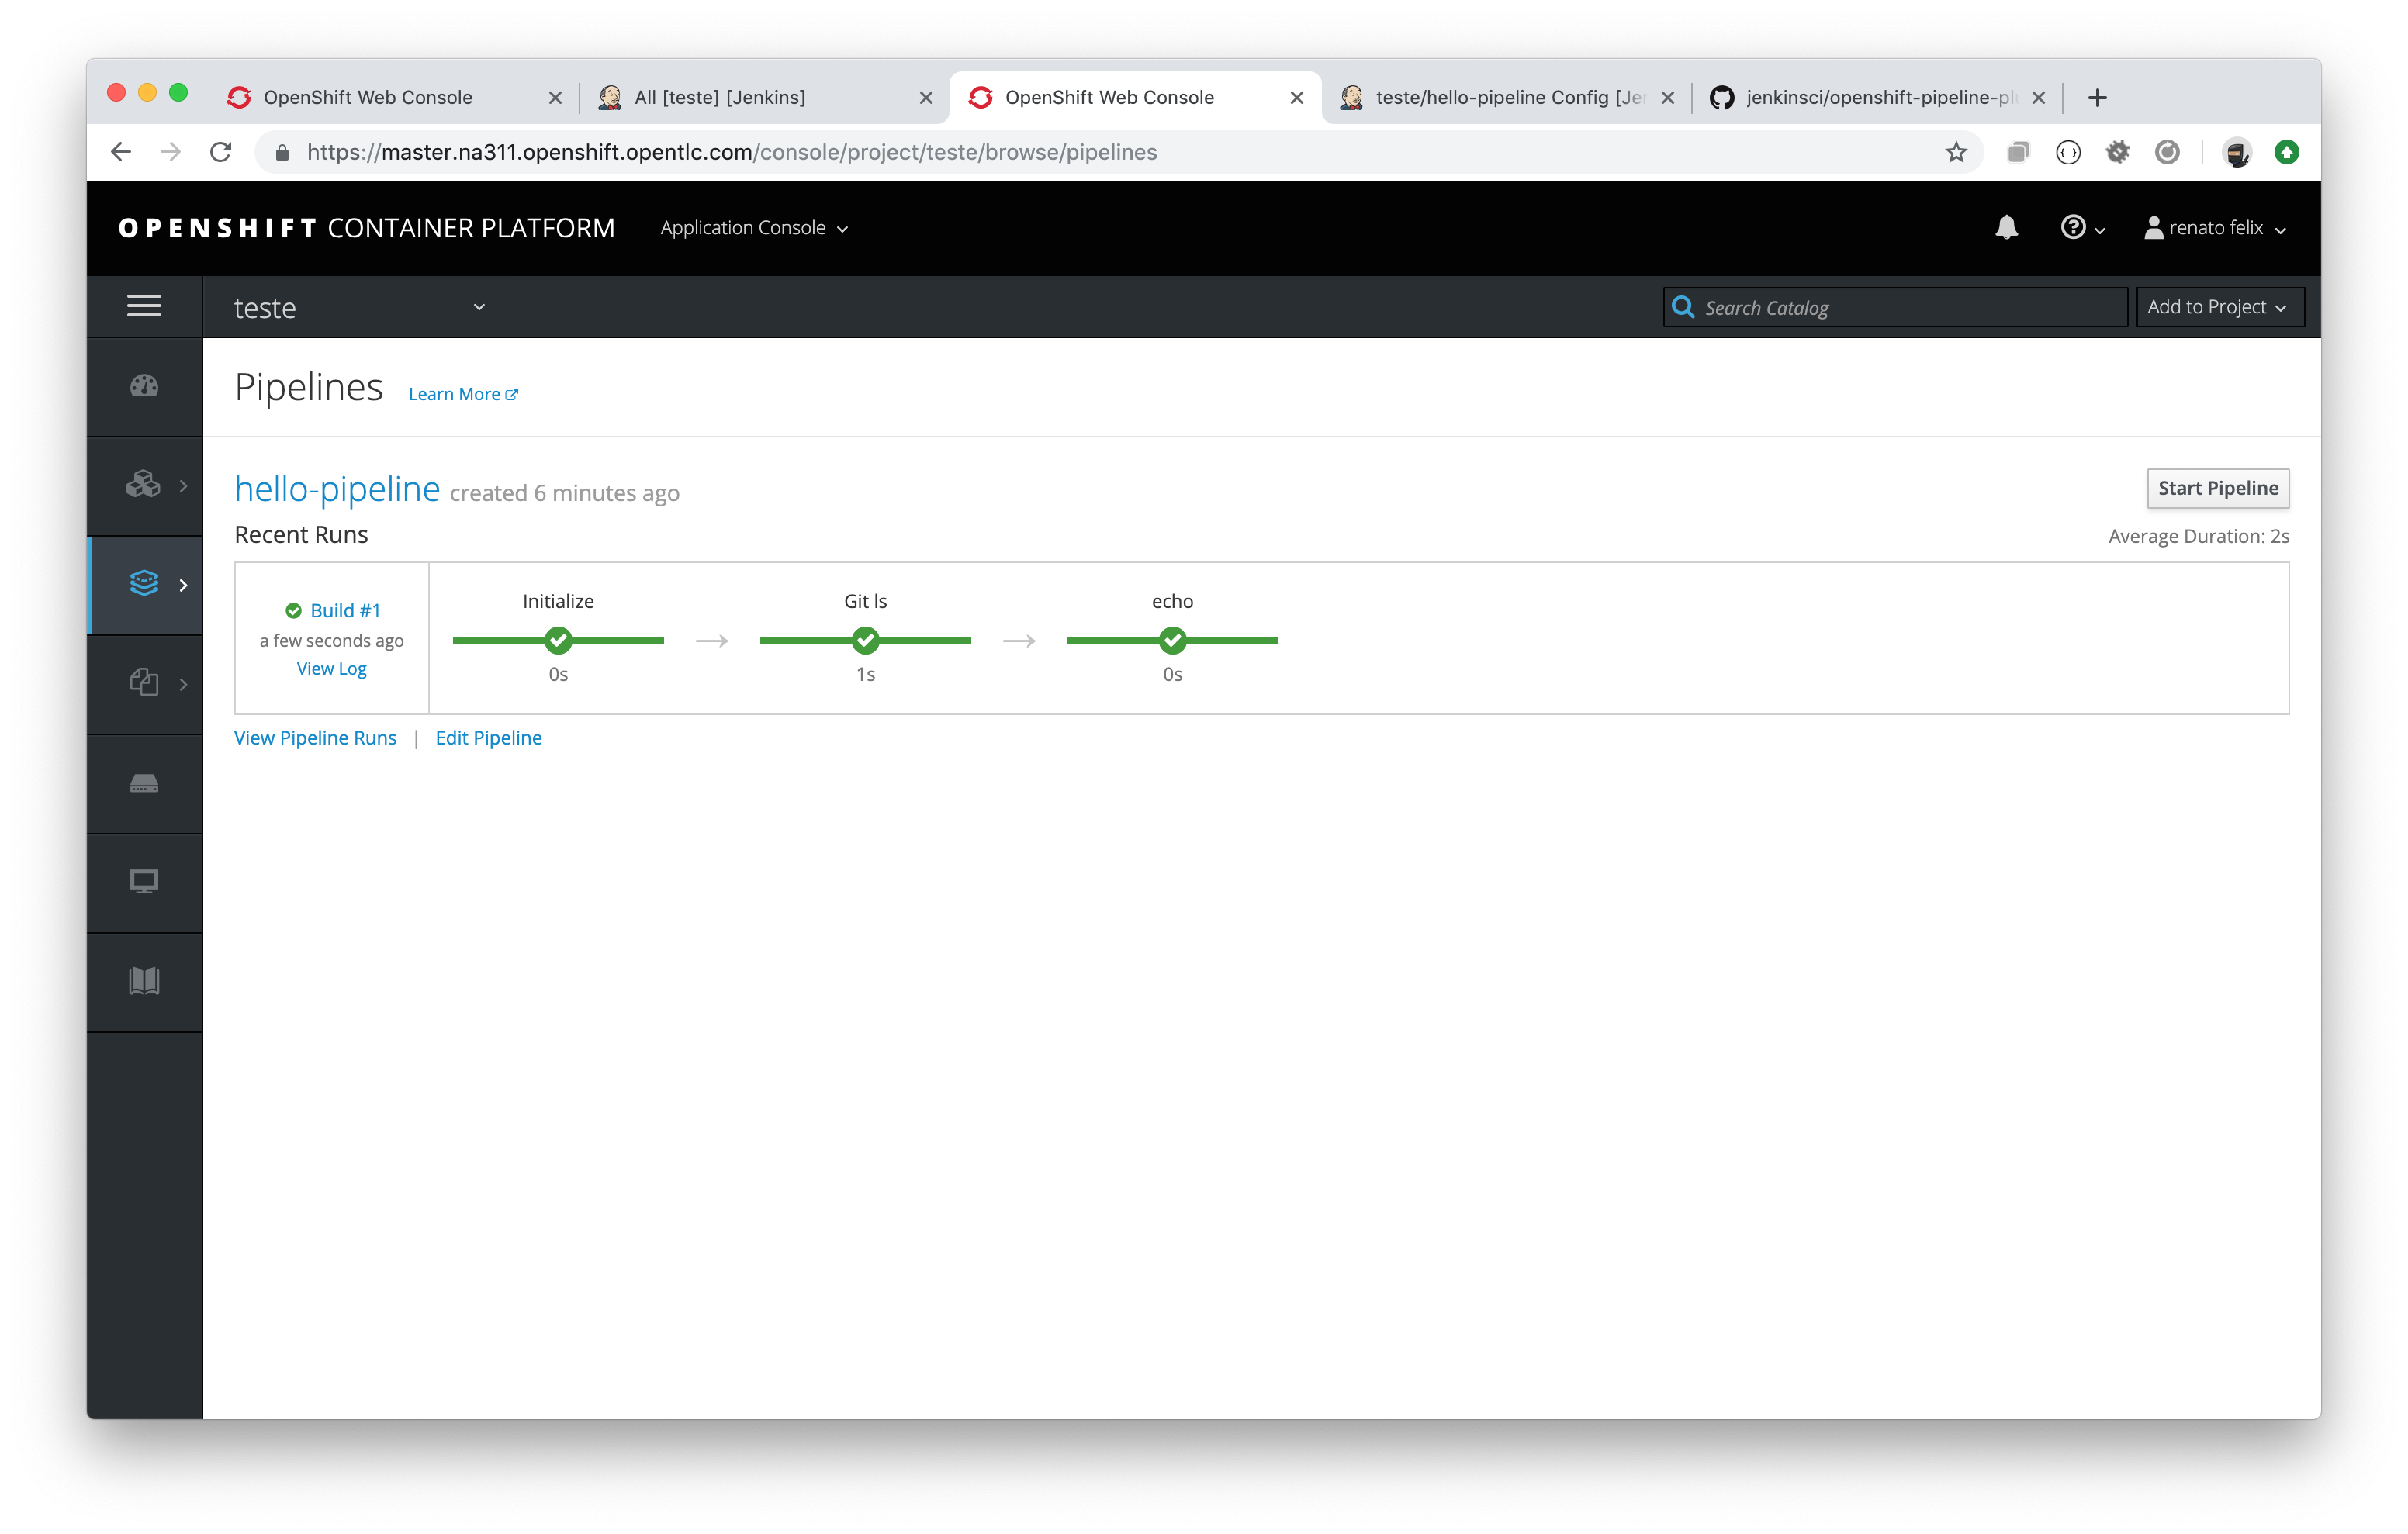 OpenShift Web Console
All [teste] [Jenkins]
OpenShift Web Console
teste/hello-pipeline Config [Je
jenkinsci/openshift-pipeline-pl
https://master.na311.openshift.opentlc.com/console/project/teste/browse/pipelines
OPENSHIFT CONTAINER PLATFORM
Application Console
renato felix
teste
Search Catalog
Add to Project
Pipelines
Learn More
hello-pipeline created 6 minutes ago
Start Pipeline
Recent Runs
Average Duration: 2s
Build #1
a few seconds ago
View Log
Initialize
0s
Git ls
1s
echo
0s
View Pipeline Runs | Edit Pipeline